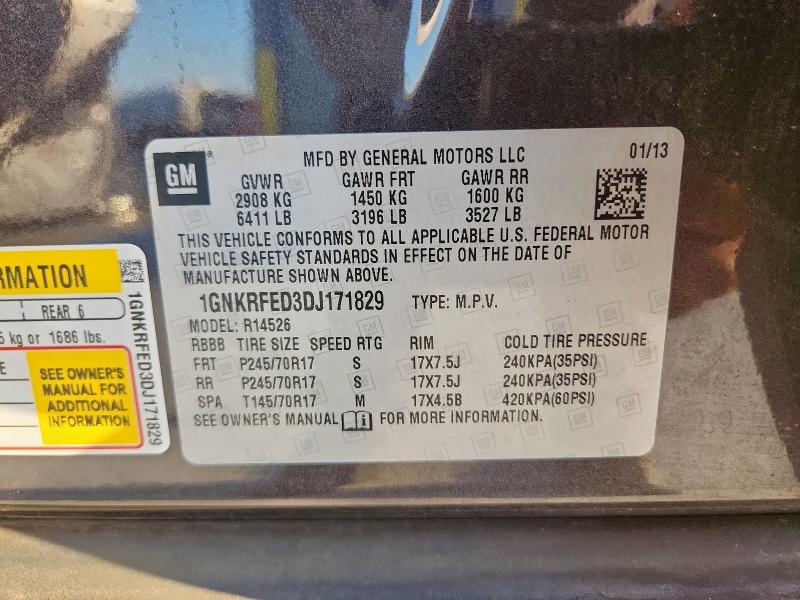 GM
MFD BY GENERAL MOTORS LLC 01/13
GVWR GAWR FRT GAWR RR
2908 KG 1450 KG 1600 KG
6411 LB 3196 LB 3527 LB
THIS VEHICLE CONFORMS TO ALL APPLICABLE U.S. FEDERAL MOTOR
VEHICLE SAFETY STANDARDS IN EFFECT ON THE DATE OF
MANUFACTURE SHOWN ABOVE.
1GNKRFED3DJ171829 TYPE: M.P.V.
MODEL: R14526
RBBB TIRE SIZE SPEED RTG RIM COLD TIRE PRESSURE
FRT P245/70R17 S 17X7.5J 240KPA(35PSI)
RR P245/70R17 S 17X7.5J 240KPA(35PSI)
SPA T145/70R17 M 17X4.5B 420KPA(60PSI)
SEE OWNER'S MANUAL FOR MORE INFORMATION.
RMATION
REAR 6
5 kg or 1686 lbs.
SEE OWNER'S
MANUAL FOR
ADDITIONAL
INFORMATION
1GNKRFED3DJ171829